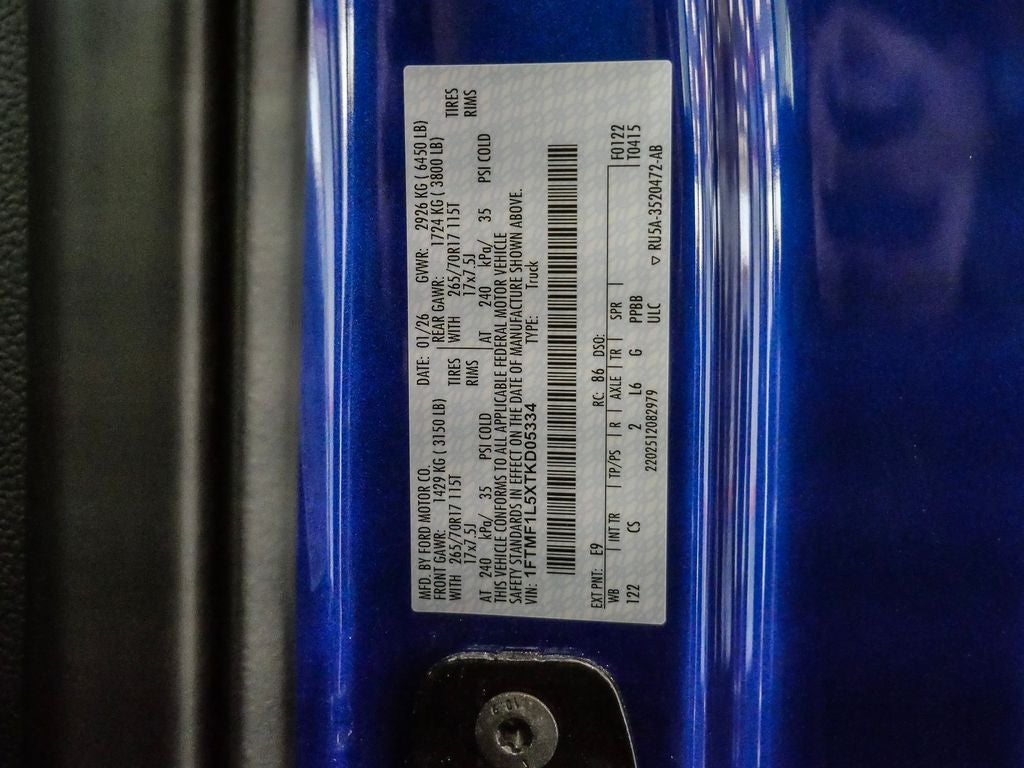 MFD. BY FORD MOTOR CO. DATE: 01/26 GVWR: 2926 KG ( 6450 LB)
FRONT GAWR: 1429 KG ( 3150 LB) REAR GAWR: 1724 KG ( 3800 LB)
WITH 265/70R17 115T TIRES WITH 265/70R17 115T TIRES
17x7.5J RIMS 17x7.5J RIMS
AT 240 kPa/ 35 PSI COLD AT 240 kPa/ 35 PSI COLD
THIS VEHICLE CONFORMS TO ALL APPLICABLE FEDERAL MOTOR VEHICLE
SAFETY STANDARDS IN EFFECT ON THE DATE OF MANUFACTURE SHOWN ABOVE.
VIN: 1FTMF1L5XTKD05334 TYPE: Truck
EXT PNT: E9 RC: 86 DSO:
WB INT TR TP/PS R AXLE TR SPR F0122
122 CS 2 L6 G PPBB T0415
ULC
2202512082979 ▽ RU5A-3520472-AB
10.9